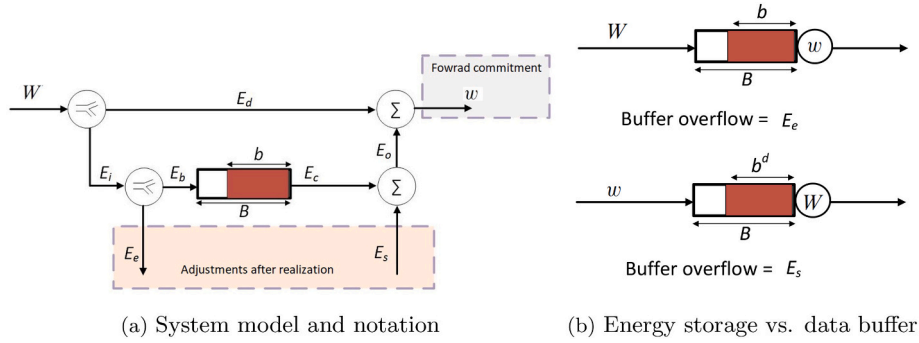 W
E_d
Σ
Fowrad commitment
w
E_i
E_b
b
B
E_c
E_o
Σ
E_e
E_s
Adjustments after realization
(a) System model and notation
W
b
w
B
Buffer overflow = E_e
w
b^d
W
B
Buffer overflow = E_s
(b) Energy storage vs. data buffer